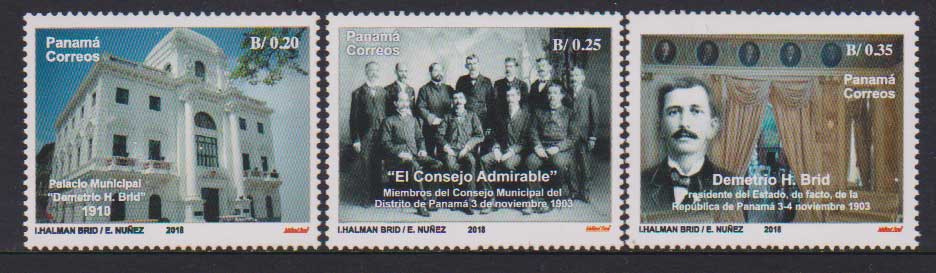 Panamá
Correos
B/ 0.20
Palacio Municipal
"Demetrio H. Brid"
1910
I.HALMAN BRID / E. NUÑEZ 2018
Panamá
Correos
B/ 0.25
"El Consejo Admirable"
Miembros del Consejo Municipal del
Distrito de Panamá 3 de noviembre 1903
I.HALMAN BRID / E. NUÑEZ 2018
B/ 0.35
Panamá
Correos
Demetrio H. Brid
Presidente del Estado, de facto, de la
República de Panamá 3-4 noviembre 1903
I.HALMAN BRID / E. NUÑEZ 2018